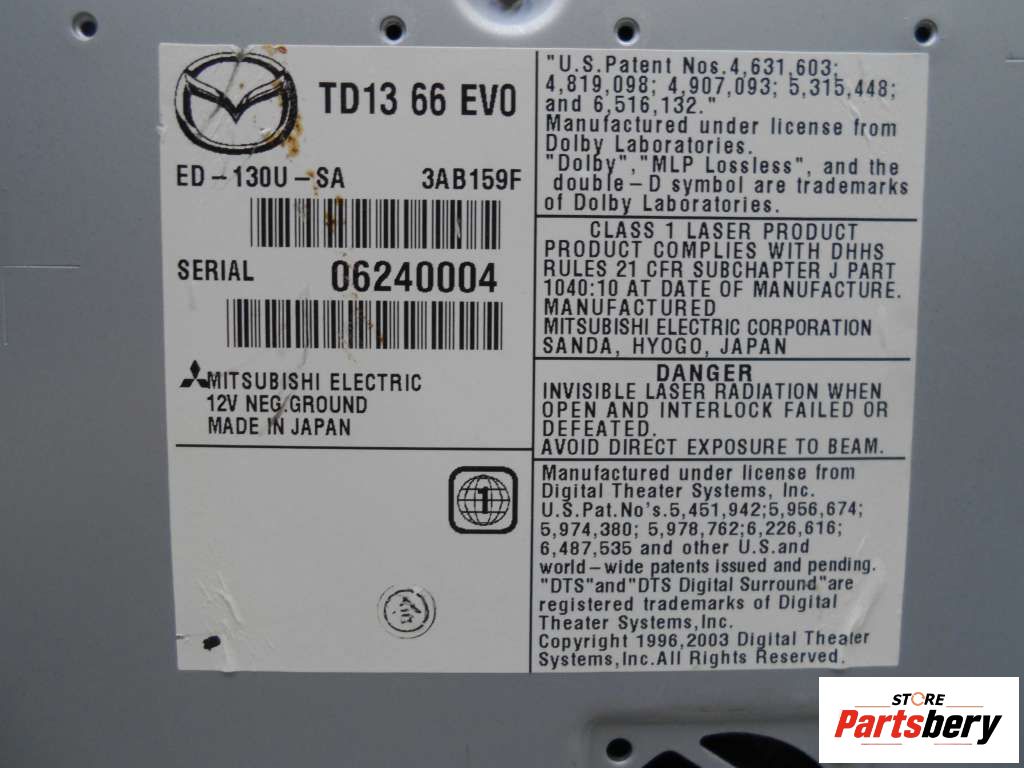 TD13 66 EV0
ED-130U-SA 3AB159F
SERIAL 06240004
MITSUBISHI ELECTRIC
12V NEG.GROUND
MADE IN JAPAN
1
"U.S.Patent Nos.4,631,603;
4,819,098; 4,907,093; 5,315,448;
and 6,516,132."
Manufactured under license from
Dolby Laboratories.
"Dolby","MLP Lossless", and the
double-D symbol are trademarks
of Dolby Laboratories.
CLASS 1 LASER PRODUCT
PRODUCT COMPLIES WITH DHHS
RULES 21 CFR SUBCHAPTER J PART
1040:10 AT DATE OF MANUFACTURE.
MANUFACTURED
MITSUBISHI ELECTRIC CORPORATION
SANDA, HYOGO, JAPAN
DANGER
INVISIBLE LASER RADIATION WHEN
OPEN AND INTERLOCK FAILED OR
DEFEATED.
AVOID DIRECT EXPOSURE TO BEAM.
Manufactured under license from
Digital Theater Systems, Inc.
U.S.Pat.No's.5,451,942;5,956,674;
5,974,380; 5,978,762;6,226,616;
6,487,535 and other U.S.and
world-wide patents issued and pending.
"DTS"and"DTS Digital Surround"are
registered trademarks of Digital
Theater Systems,Inc.
Copyright 1996,2003 Digital Theater
Systems,Inc.All Rights Reserved.
STORE
Partsbery